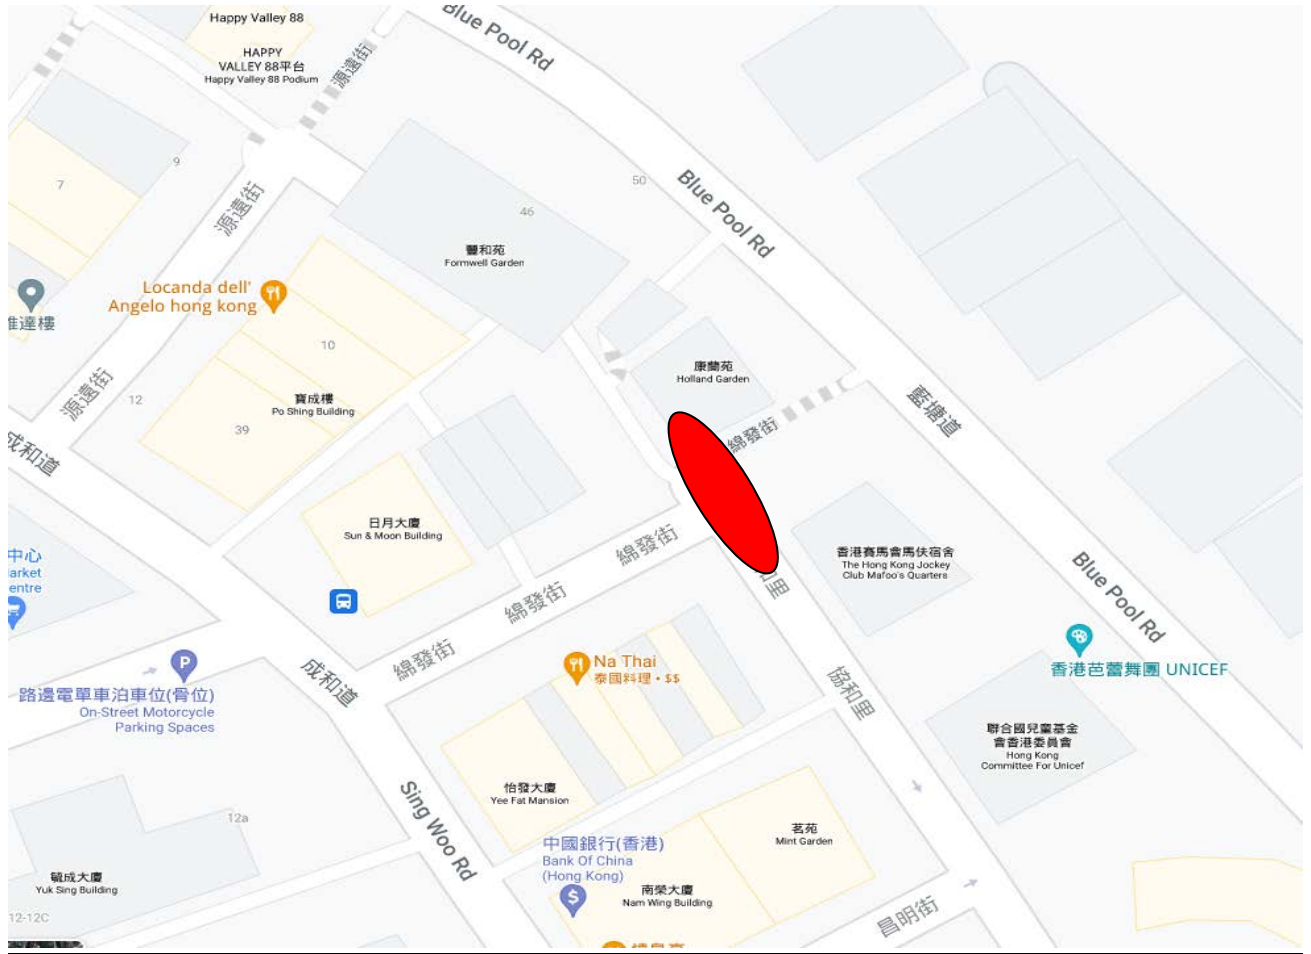 Happy Valley 88
HAPPY
VALLEY 88平台
Happy Valley 88 Podium
源遠街
Blue Pool Rd
9
7
源遠街
50
46
Blue Pool Rd
豐和苑
Formwell Garden
Locanda dell'
Angelo hong kong
達樓
10
康蘭苑
Holland Garden
源遠街
12
寶成樓
Po Shing Building
39
藍塘道
綿發街
成和道
日月大廈
Sun & Moon Building
綿發街
香港賽馬會馬伕宿舍
The Hong Kong Jockey
Club Mafoo's Quarters
中心
arket
entre
和里
Blue Pool Rd
綿發街
綿發街
成和道
Na Thai
泰國料理・$$
香港芭蕾舞團 UNICEF
P
路邊電單車泊車位(骨位)
On-Street Motorcycle
Parking Spaces
協和里
聯合國兒童基金
會香港委員會
Hong Kong
Committee For Unicef
怡發大廈
Yee Fat Mansion
Sing Woo Rd
12a
茗苑
Mint Garden
中國銀行(香港)
Bank Of China
(Hong Kong)
$
毓成大廈
Yuk Sing Building
南榮大廈
Nam Wing Building
12-12C
昌明街